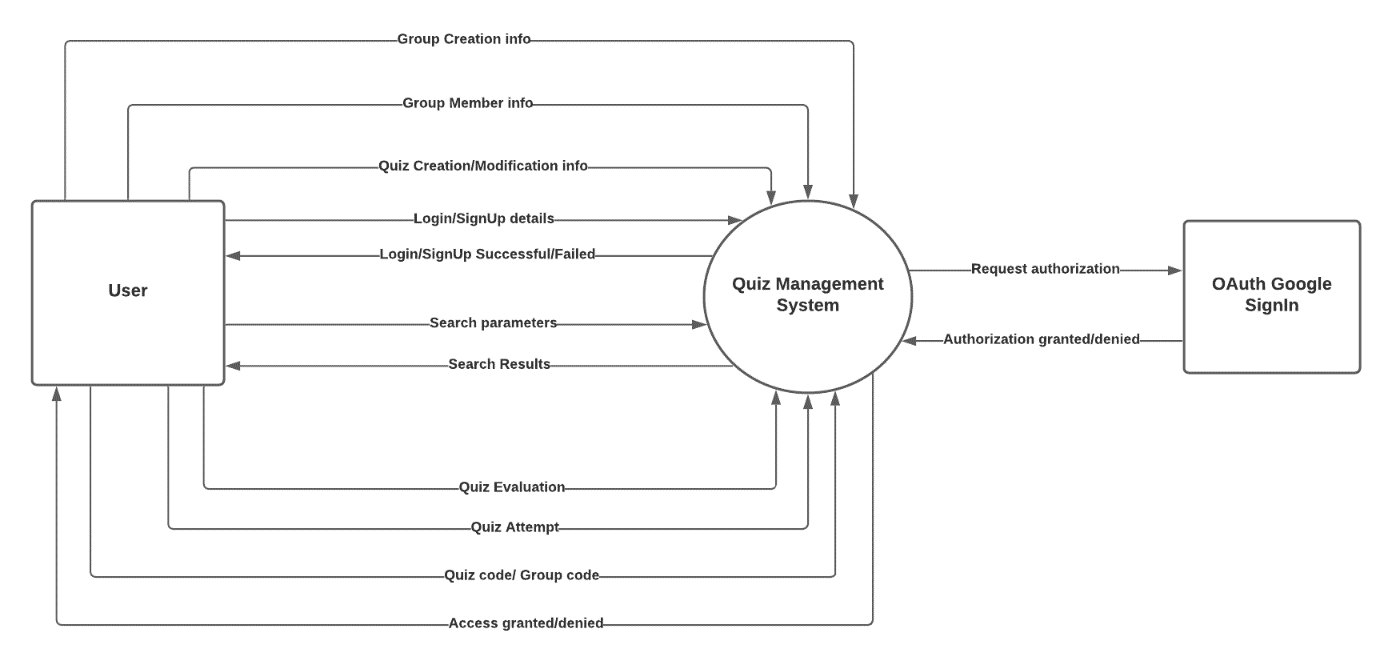 Group Creation info
Group Member info
Quiz Creation/Modification info
Login/SignUp details
Login/SignUp Successful/Failed
User
Quiz Management
System
Request authorization
OAuth Google
SignIn
Search parameters
Authorization granted/denied
Search Results
Quiz Evaluation
Quiz Attempt
Quiz code/ Group code
Access granted/denied